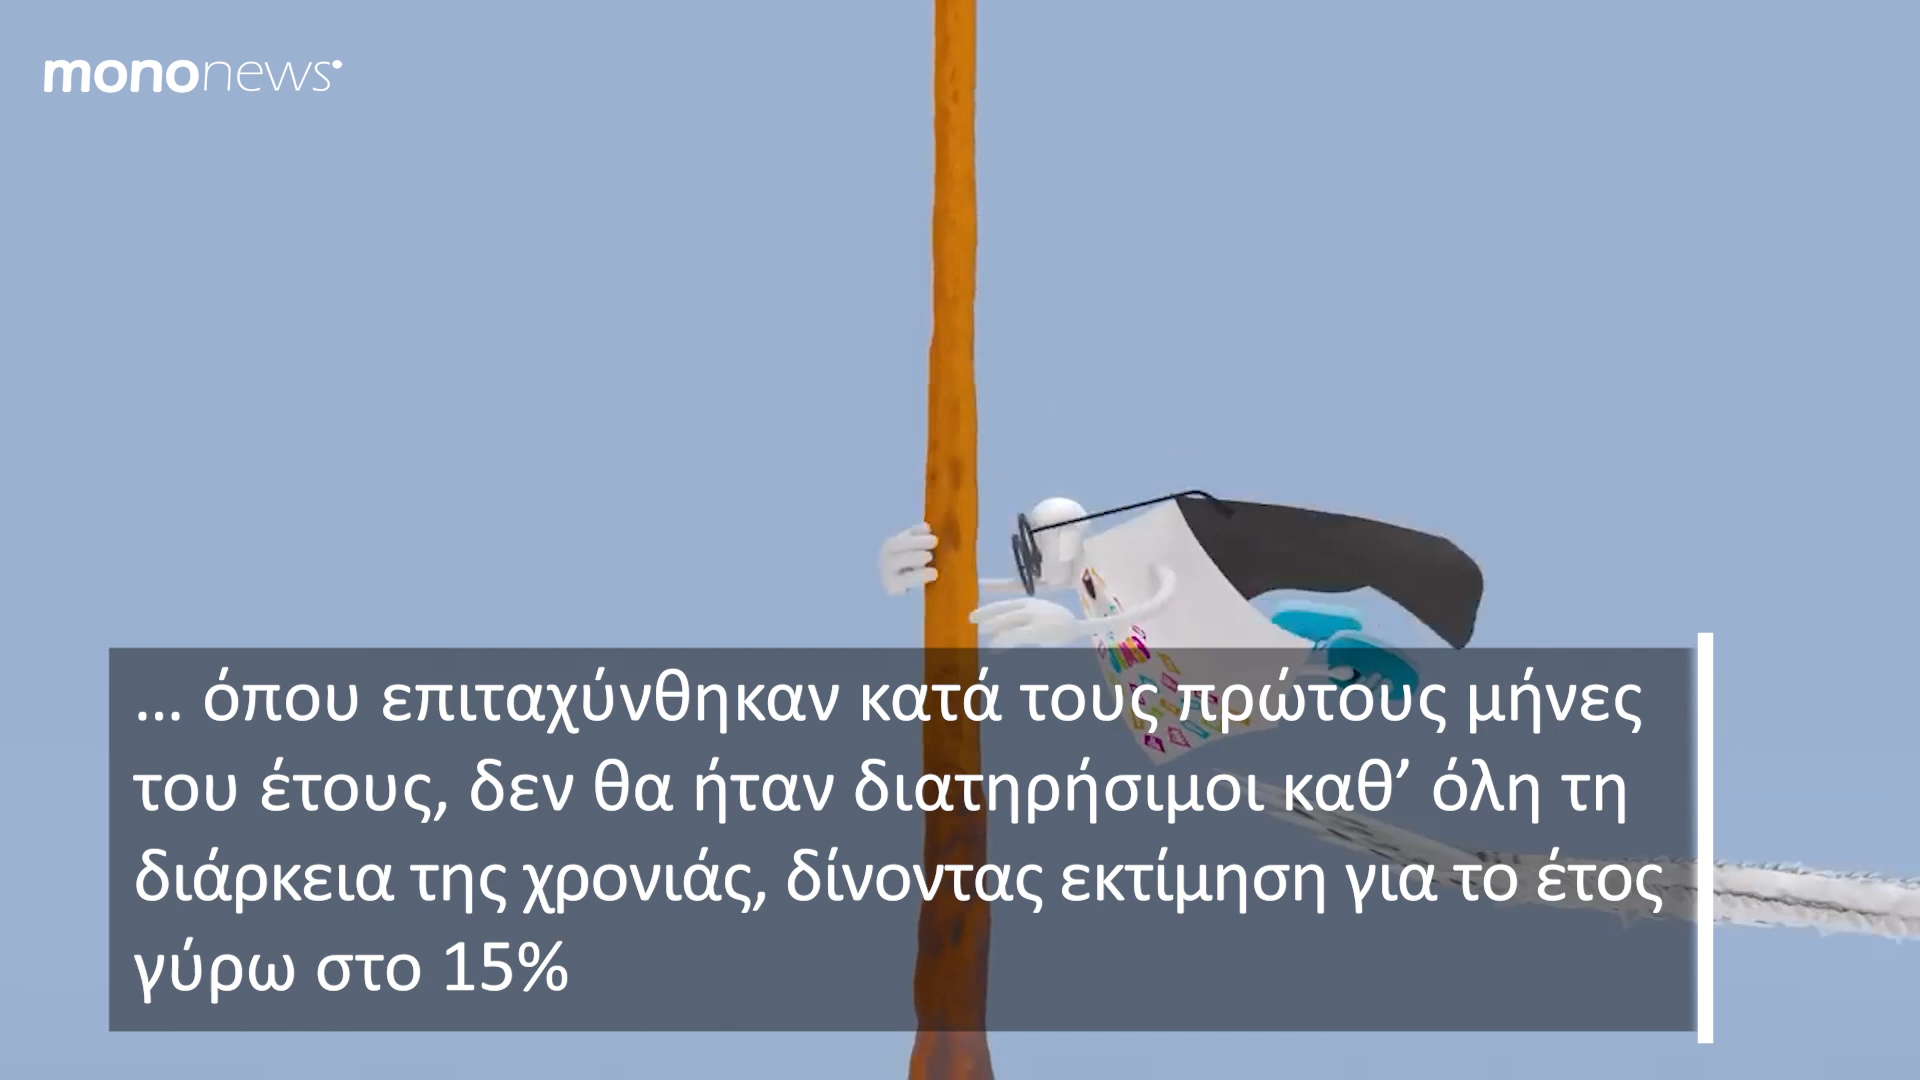 mononews
... όπου επιταχύνθηκαν κατά τους πρώτους μήνες
του έτους, δεν θα ήταν διατηρήσιμοι καθ’ όλη τη
διάρκεια της χρονιάς, δίνοντας εκτίμηση για το έτος
γύρω στο 15%